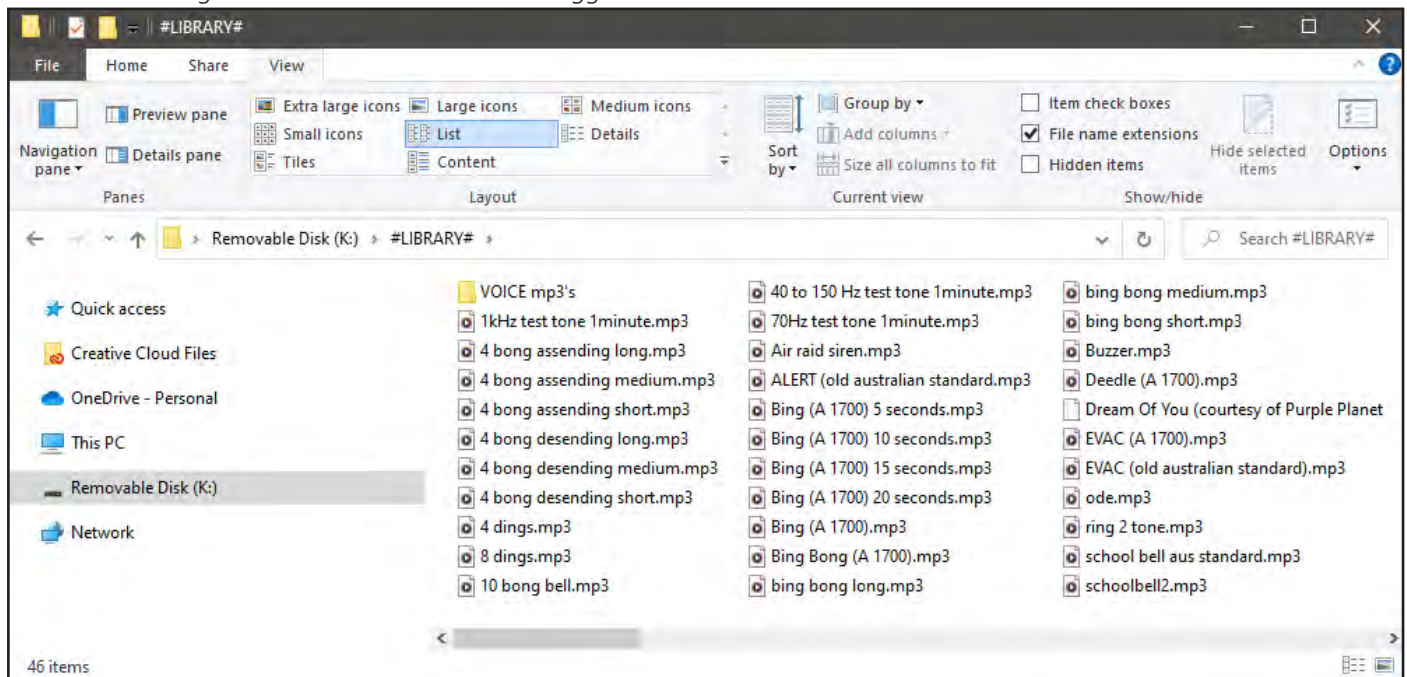 #LIBRARY#
File Home Share View
Navigation pane
Preview pane
Details pane
Panes
Extra large icons Large icons Medium icons
Small icons List Details
Tiles Content
Layout
Sort by
Group by
Add columns
Size all columns to fit
Current view
Item check boxes
File name extensions
Hidden items
Hide selected items
Show/hide
Options
Removable Disk (K:) > #LIBRARY# >
Search #LIBRARY#
Quick access
Creative Cloud Files
OneDrive - Personal
This PC
Removable Disk (K:)
Network
VOICE mp3's
1kHz test tone 1minute.mp3
4 bong assending long.mp3
4 bong assending medium.mp3
4 bong assending short.mp3
4 bong desending long.mp3
4 bong desending medium.mp3
4 bong desending short.mp3
4 dings.mp3
8 dings.mp3
10 bong bell.mp3
40 to 150 Hz test tone 1minute.mp3
70Hz test tone 1minute.mp3
Air raid siren.mp3
ALERT (old australian standard.mp3
Bing (A 1700) 5 seconds.mp3
Bing (A 1700) 10 seconds.mp3
Bing (A 1700) 15 seconds.mp3
Bing (A 1700) 20 seconds.mp3
Bing (A 1700).mp3
Bing Bong (A 1700).mp3
bing bong long.mp3
bing bong medium.mp3
bing bong short.mp3
Buzzer.mp3
Deedle (A 1700).mp3
Dream Of You (courtesy of Purple Planet
EVAC (A 1700).mp3
EVAC (old australian standard).mp3
ode.mp3
ring 2 tone.mp3
school bell aus standard.mp3
schoolbell2.mp3
46 items